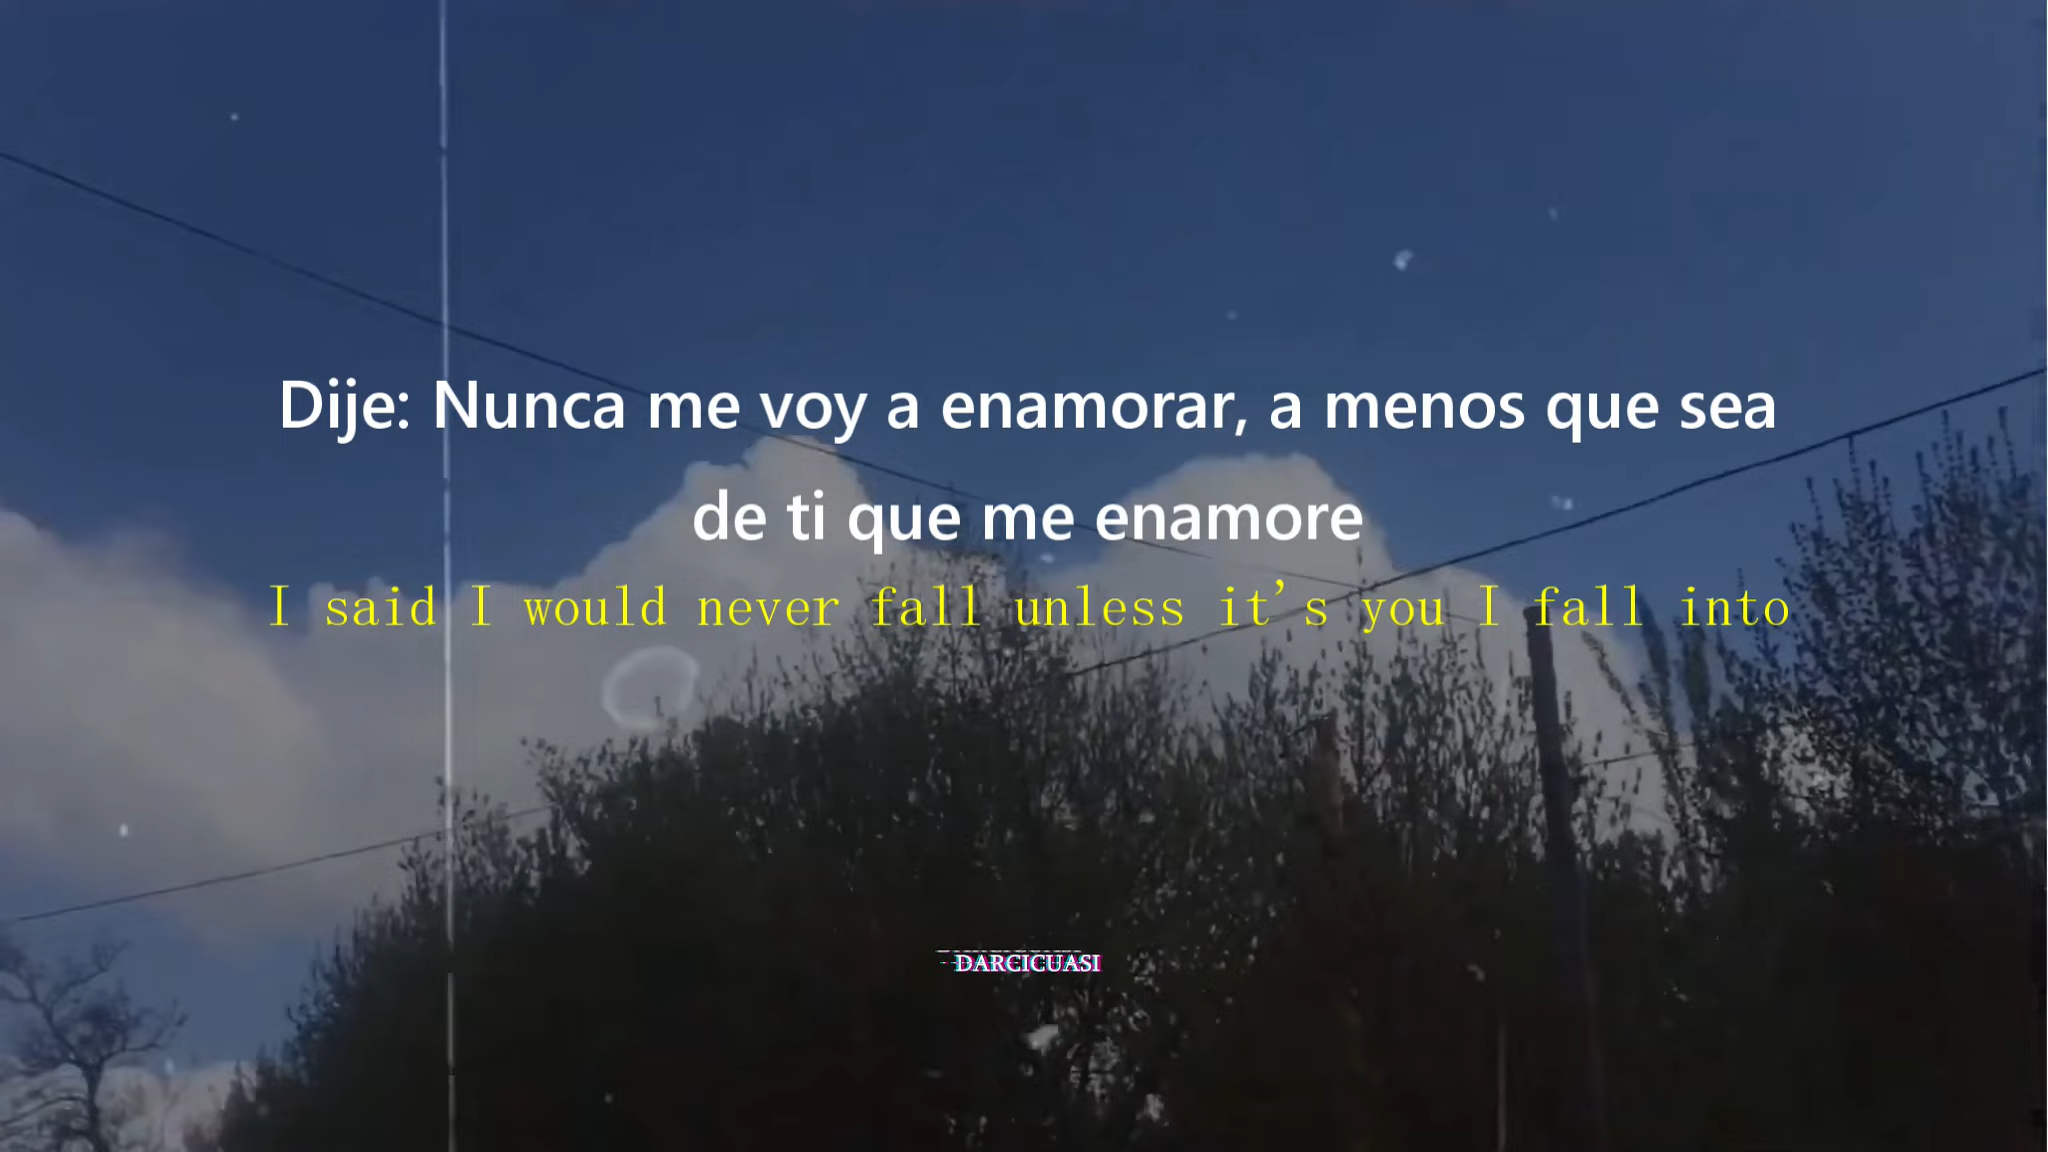 Dije: Nunca me voy a enamorar, a menos que sea
de ti que me enamore
I said I would never fall unless it's you I fall into
DARCICUASI